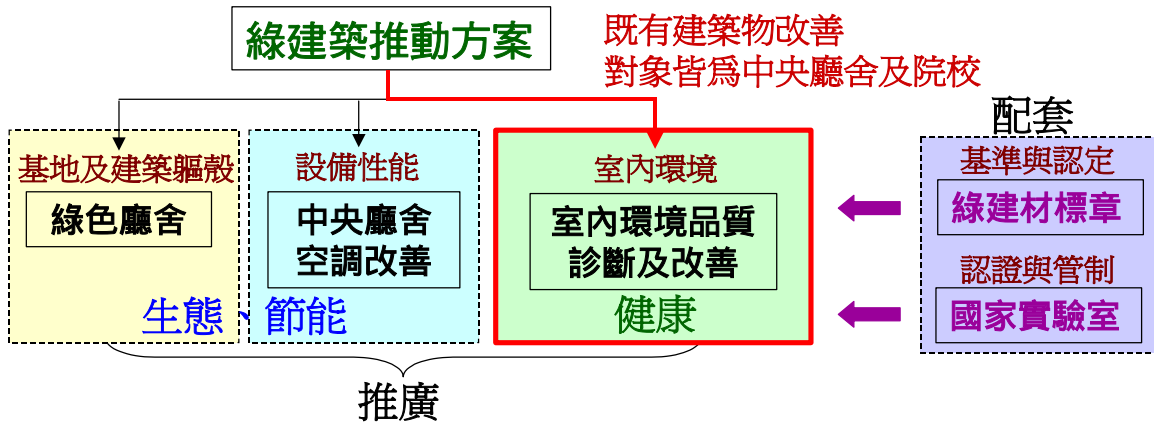 綠建築推動方案
既有建築物改善
對象皆為中央廳舍及院校
配套
基地及建築軀殼
綠色廳舍
設備性能
中央廳舍
空調改善
生態、節能
室內環境
室內環境品質
診斷及改善
健康
基準與認定
綠建材標章
認證與管制
國家實驗室
推廣